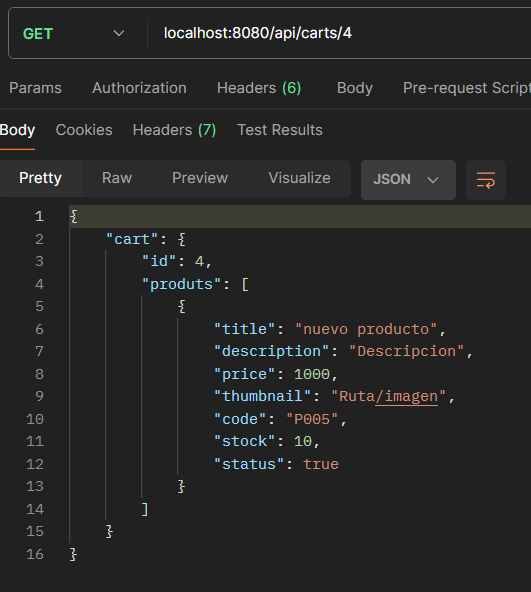 GET localhost:8080/api/carts/4
Params Authorization Headers (6) Body Pre-request Script
Body Cookies Headers (7) Test Results
Pretty Raw Preview Visualize JSON
1 {
2 "cart": {
3 "id": 4,
4 "produts": [
5 {
6 "title": "nuevo producto",
7 "description": "Descripcion",
8 "price": 1000,
9 "thumbnail": "Ruta/imagen",
10 "code": "P005",
11 "stock": 10,
12 "status": true
13 }
14 ]
15 }
16 }